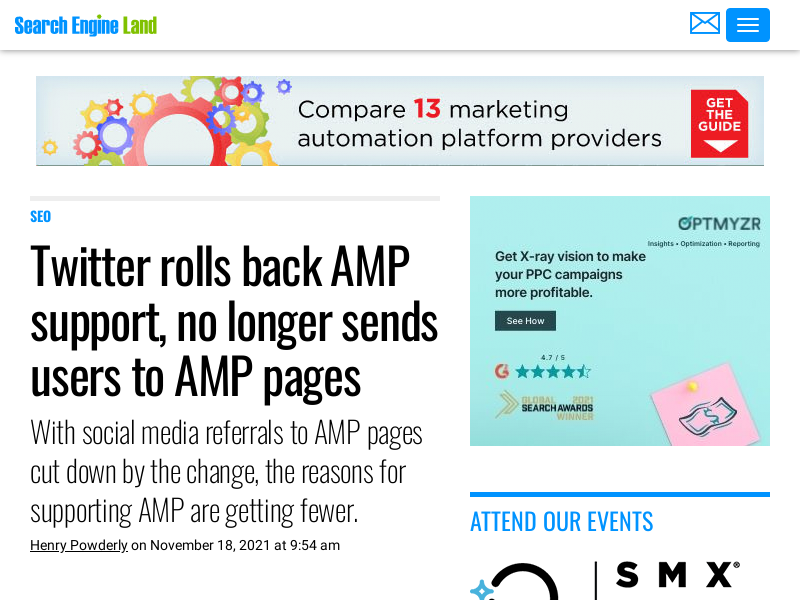 Search Engine Land
Compare 13 marketing
automation platform providers
GET
THE
GUIDE
SEO
Twitter rolls back AMP
support, no longer sends
users to AMP pages
With social media referrals to AMP pages
cut down by the change, the reasons for
supporting AMP are getting fewer.
Henry Powderly on November 18, 2021 at 9:54 am
OPTMYZR
Insights • Optimization • Reporting
Get X-ray vision to make
your PPC campaigns
more profitable.
See How
4.7 / 5
GLOBAL 2021
SEARCH AWARDS
WINNER
ATTEND OUR EVENTS
SMX®